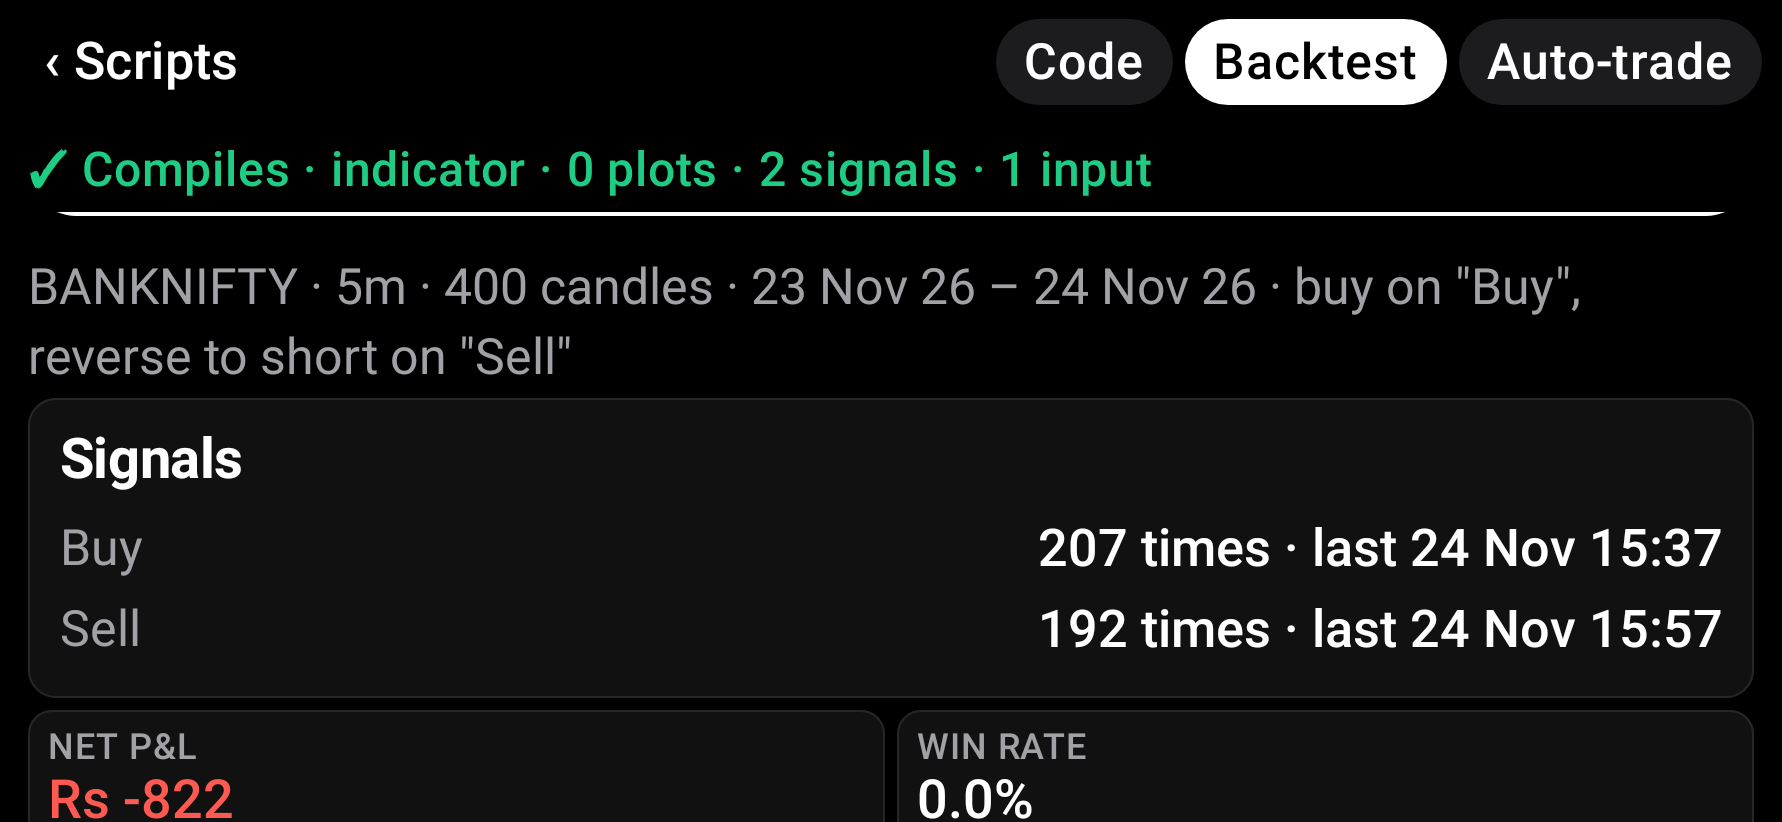 ‹ Scripts
Code
Backtest
Auto-trade
✓ Compiles · indicator · 0 plots · 2 signals · 1 input
BANKNIFTY · 5m · 400 candles · 23 Nov 26 – 24 Nov 26 · buy on "Buy",
reverse to short on "Sell"
Signals
Buy 207 times · last 24 Nov 15:37
Sell 192 times · last 24 Nov 15:57
NET P&L
Rs -822
WIN RATE
0.0%